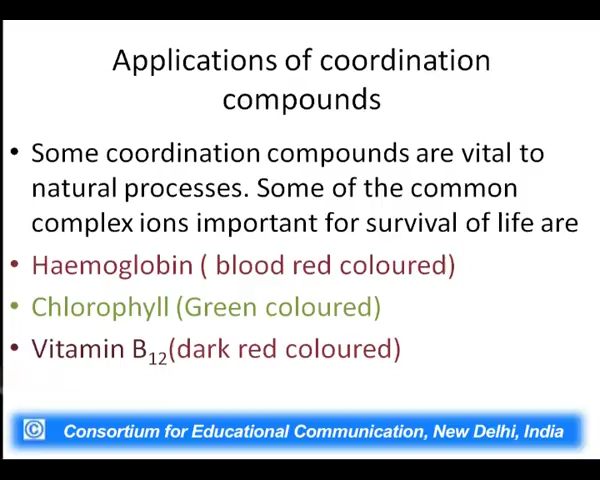 Applications of coordination
compounds
• Some coordination compounds are vital to
natural processes. Some of the common
complex ions important for survival of life are
• Haemoglobin ( blood red coloured)
• Chlorophyll (Green coloured)
• Vitamin B₁₂(dark red coloured)
© Consortium for Educational Communication, New Delhi, India